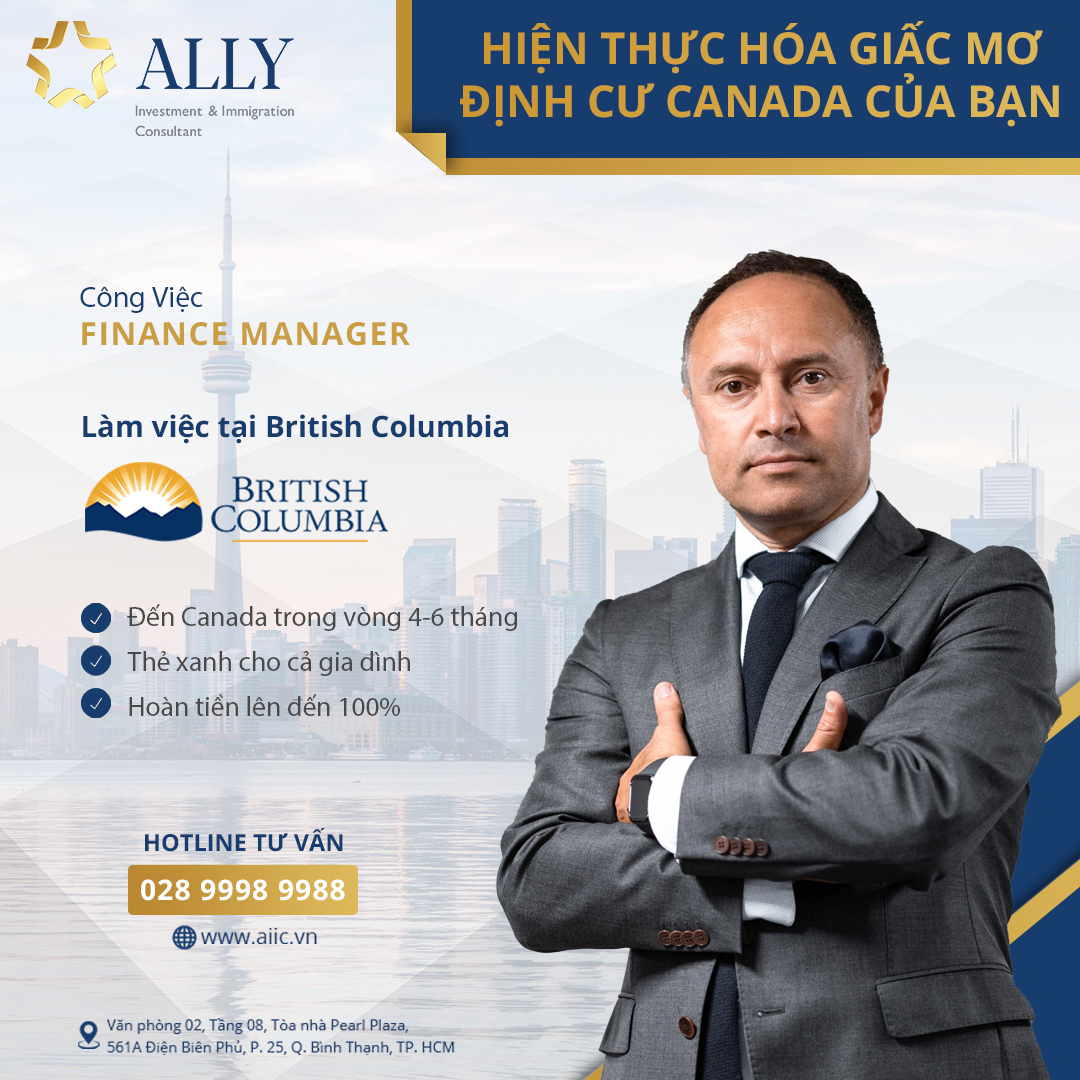 ALLY
Investment & Immigration
Consultant
HIỆN THỰC HÓA GIẤC MƠ
ĐỊNH CƯ CANADA CỦA BẠN
Công Việc
FINANCE MANAGER
Làm việc tại British Columbia
BRITISH
COLUMBIA
Đến Canada trong vòng 4-6 tháng
Thẻ xanh cho cả gia đình
Hoàn tiền lên đến 100%
HOTLINE TƯ VẤN
028 9998 9988
www.aiic.vn
Văn phòng 02, Tầng 08, Tòa nhà Pearl Plaza,
561A Điện Biên Phủ, P. 25, Q. Bình Thạnh, TP. HCM